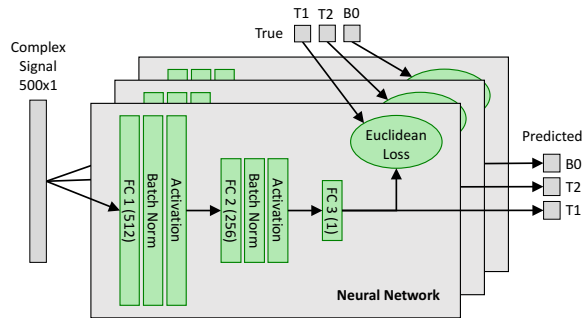 T1 T2 B0
True
Complex
Signal
500x1
Euclidean
Loss
Predicted
B0
T2
T1
FC 1 (512)
Batch Norm
Activation
FC 2 (256)
Batch Norm
Activation
FC 3 (1)
Neural Network